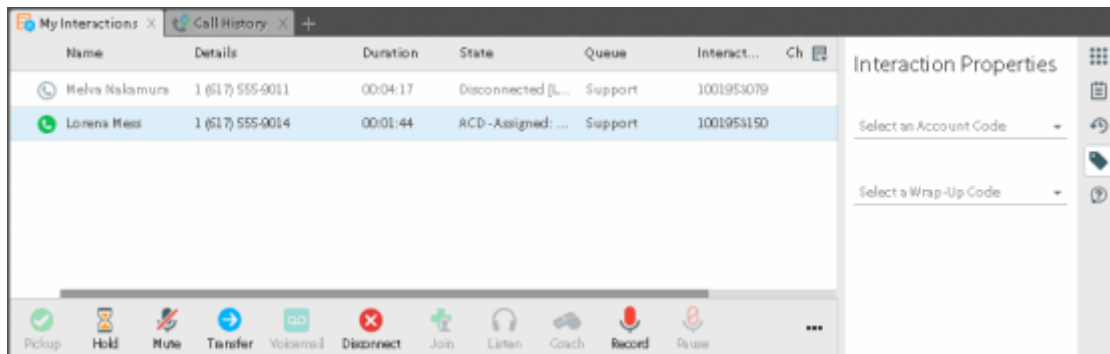 My Interactions Call History
Name Details Duration State Queue Interact... Ch
Melva Nakamura 1 (617) 555-9011 00:04:17 Disconnected [L... Support 1001953079
Lorena Mess 1 (617) 555-9014 00:01:44 ACD - Assigned: ... Support 1001953150
Interaction Properties
Select an Account Code
Select a Wrap-Up Code
Pickup Hold Mute Transfer Voicemail Disconnect Join Listen Coach Record Pause